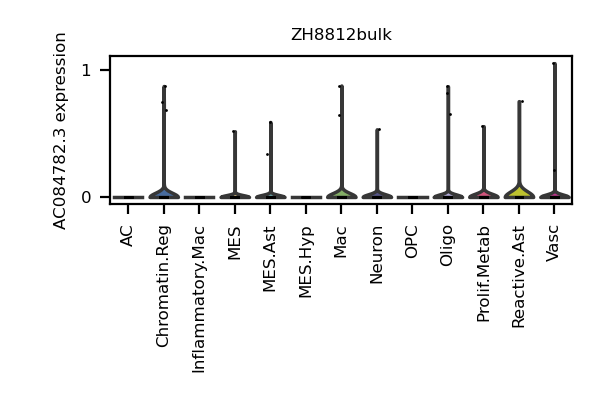 ZH8812bulk
AC084782.3 expression
1
0
AC
Chromatin.Reg
Inflammatory.Mac
MES
MES.Ast
MES.Hyp
Mac
Neuron
OPC
Oligo
Prolif.Metab
Reactive.Ast
Vasc